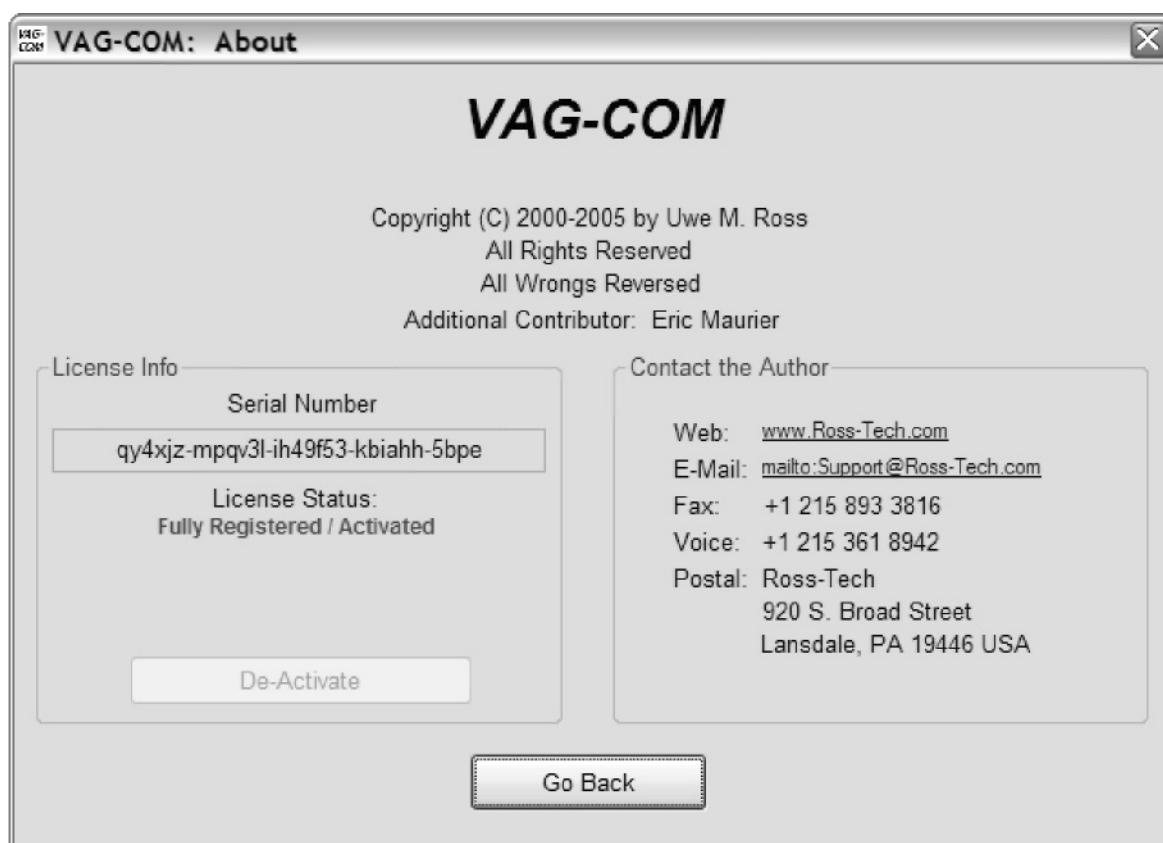 VAG-COM
VAG-COM: About
VAG-COM
Copyright (C) 2000-2005 by Uwe M. Ross
All Rights Reserved
All Wrongs Reversed
Additional Contributor: Eric Maurier
License Info
Serial Number
qy4xjz-mpqv3l-ih49f53-kbiahh-5bpe
License Status:
Fully Registered / Activated
De-Activate
Contact the Author
Web: www.Ross-Tech.com
E-Mail: mailto:Support@Ross-Tech.com
Fax: +1 215 893 3816
Voice: +1 215 361 8942
Postal: Ross-Tech
920 S. Broad Street
Lansdale, PA 19446 USA
Go Back